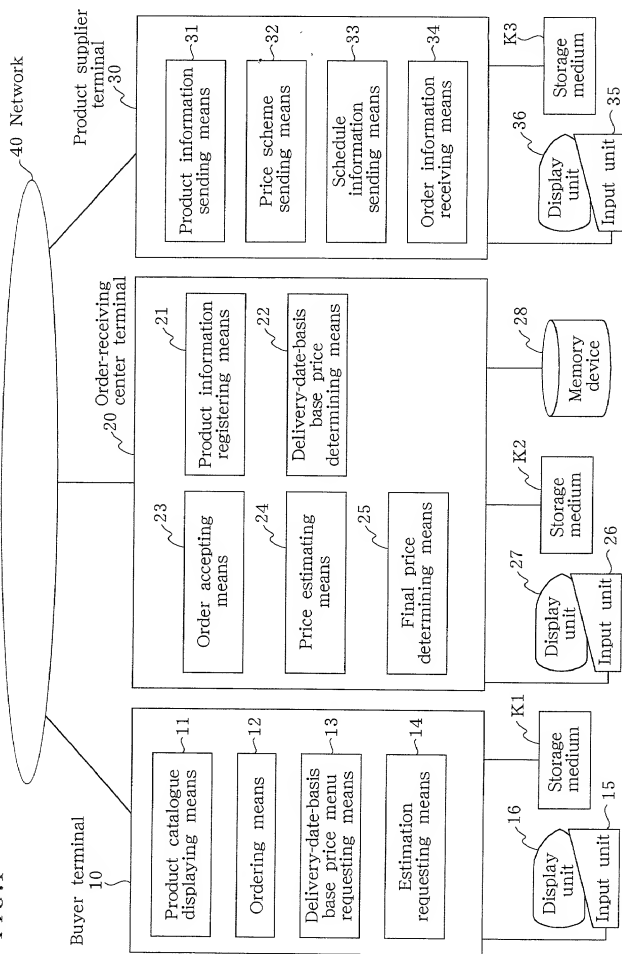 40 Network
Buyer terminal
10
11
Product catalogue
displaying means
12
Ordering means
13
Delivery-date-basis
base price menu
requesting means
14
Estimation
requesting means
16
Display
unit
Input unit
15
K1
Storage
medium
20
Order-receiving
center terminal
23
Order accepting
means
24
Price estimating
means
25
Final price
determining means
21
Product information
registering means
22
Delivery-date-basis
base price
determining means
27
Display
unit
Input unit
26
K2
Storage
medium
28
Memory
device
Product supplier
terminal
30
31
Product information
sending means
32
Price scheme
sending means
33
Schedule
information
sending means
34
Order information
receiving means
36
Display
unit
Input unit
35
K3
Storage
medium